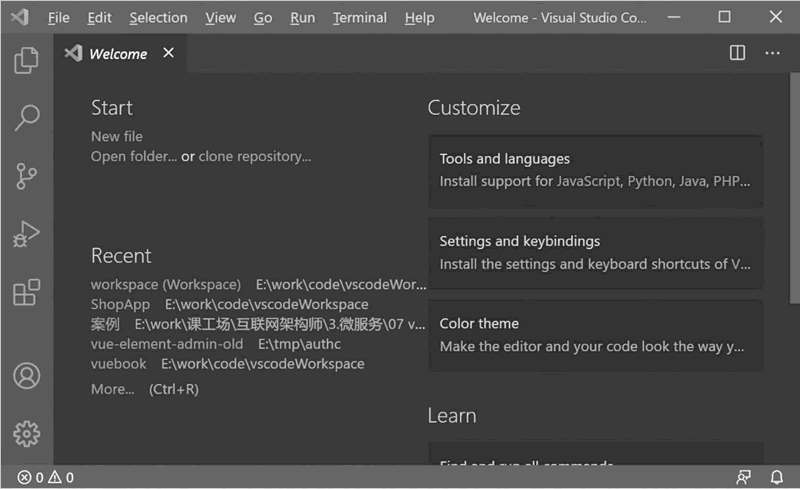 File Edit Selection View Go Run Terminal Help Welcome - Visual Studio Co...
Welcome
Start
New file
Open folder... or clone repository...
Recent
workspace (Workspace) E:\work\code\vscodeWor...
ShopApp E:\work\code\vscodeWorkspace
案例 E:\work\课工场\互联网架构师\3.微服务\07 v...
vue-element-admin-old E:\tmp\authc
vuebook E:\work\code\vscodeWorkspace
More... (Ctrl+R)
Customize
Tools and languages
Install support for JavaScript, Python, Java, PHP...
Settings and keybindings
Install the settings and keyboard shortcuts of V...
Color theme
Make the editor and your code look the way y...
Learn
Find and run all commands
0 0